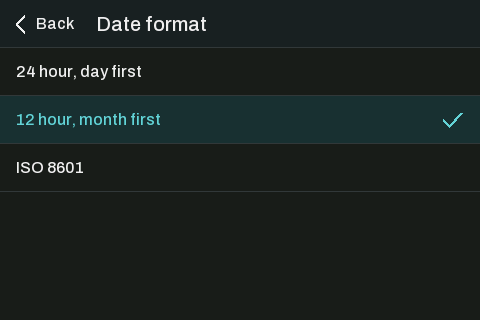 Back Date format
24 hour, day first
12 hour, month first
ISO 8601